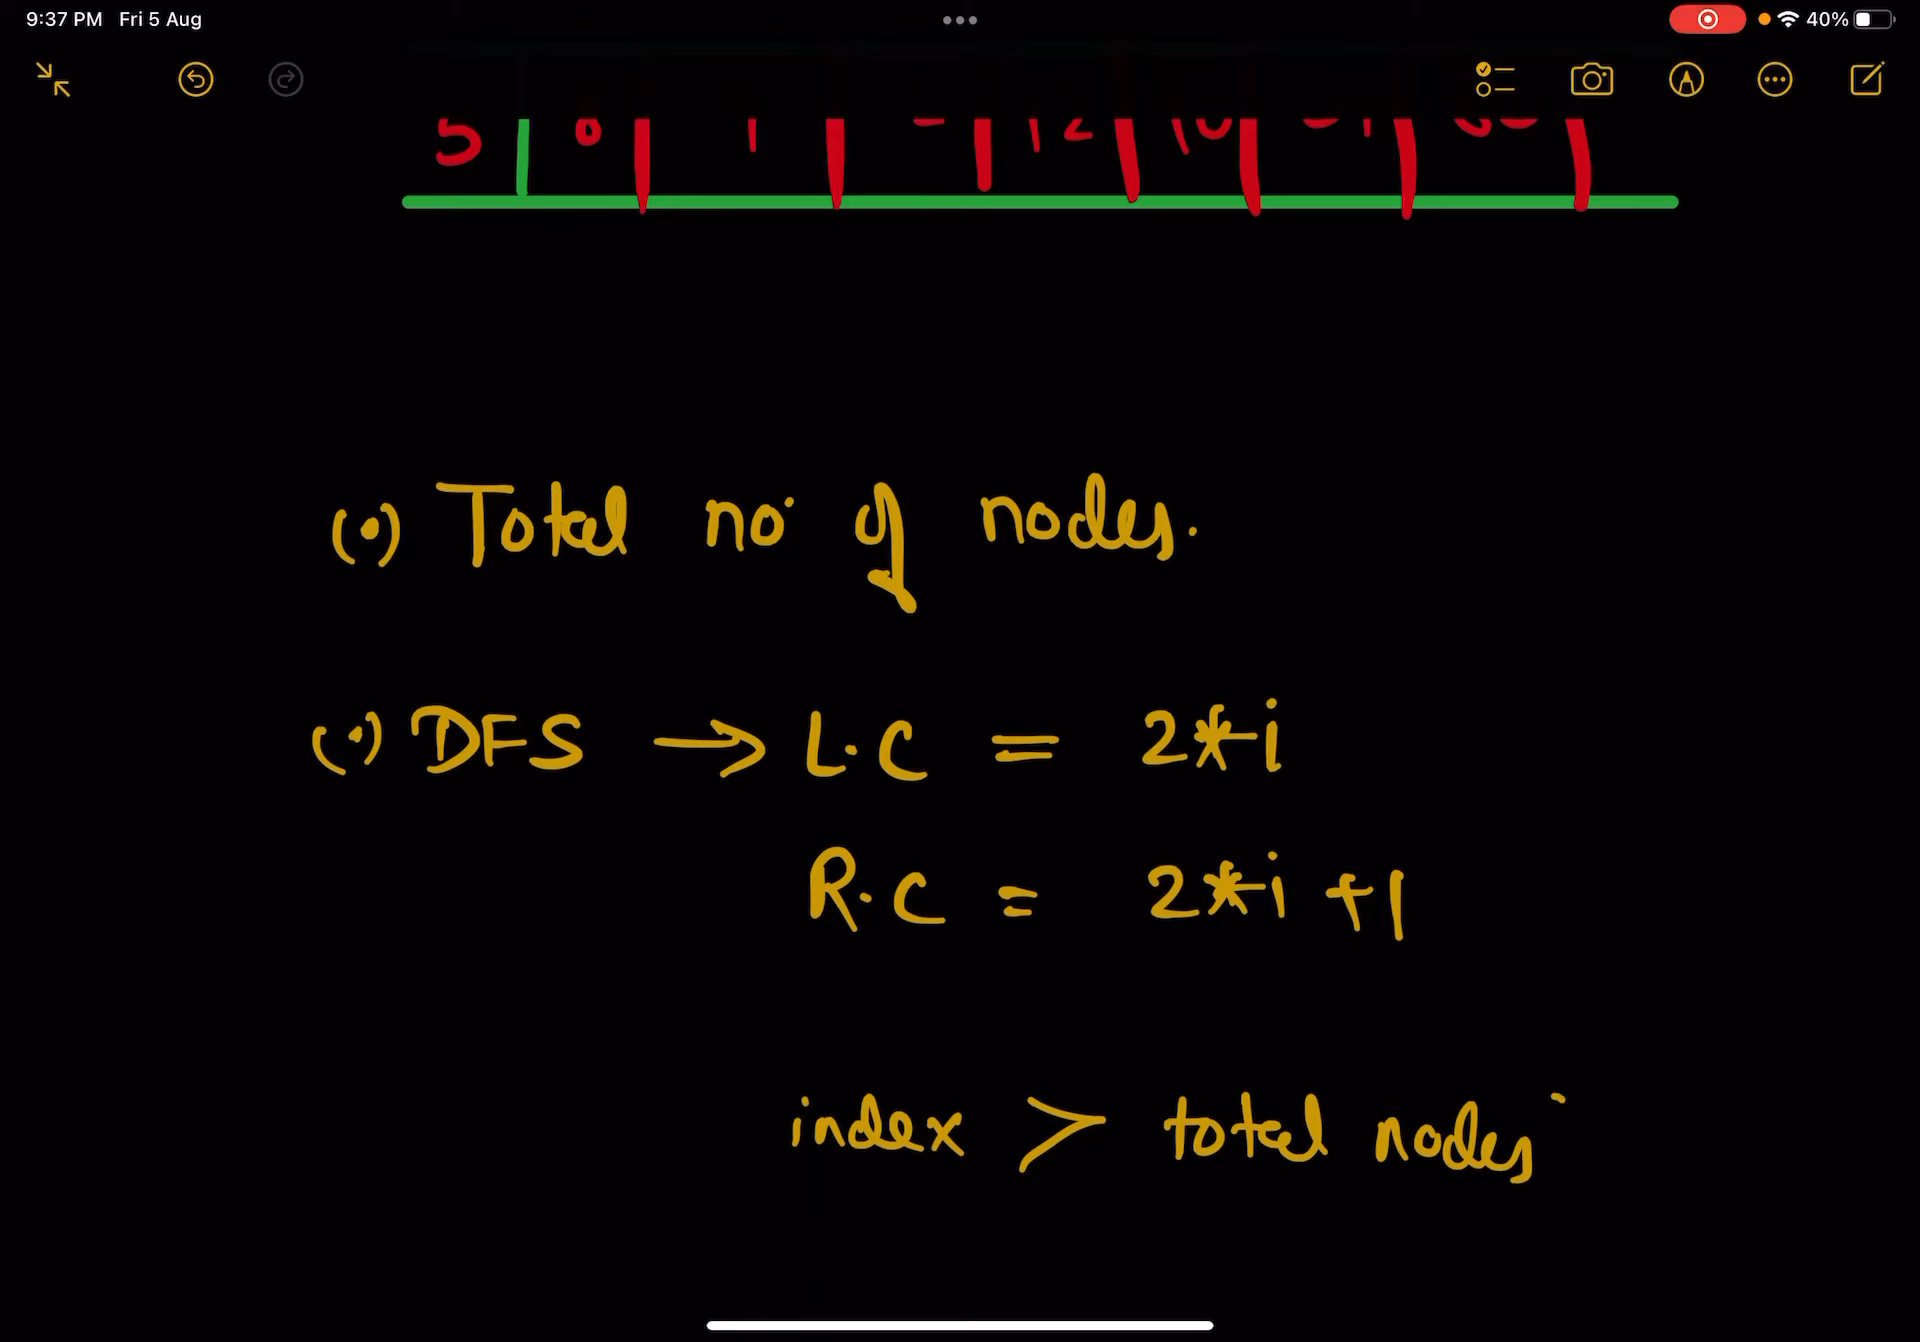 9:37 PM Fri 5 Aug
40%
(•) Total no of nodes.
(•) DFS → L.C = 2*i
R.C = 2*i +1
index > total nodes